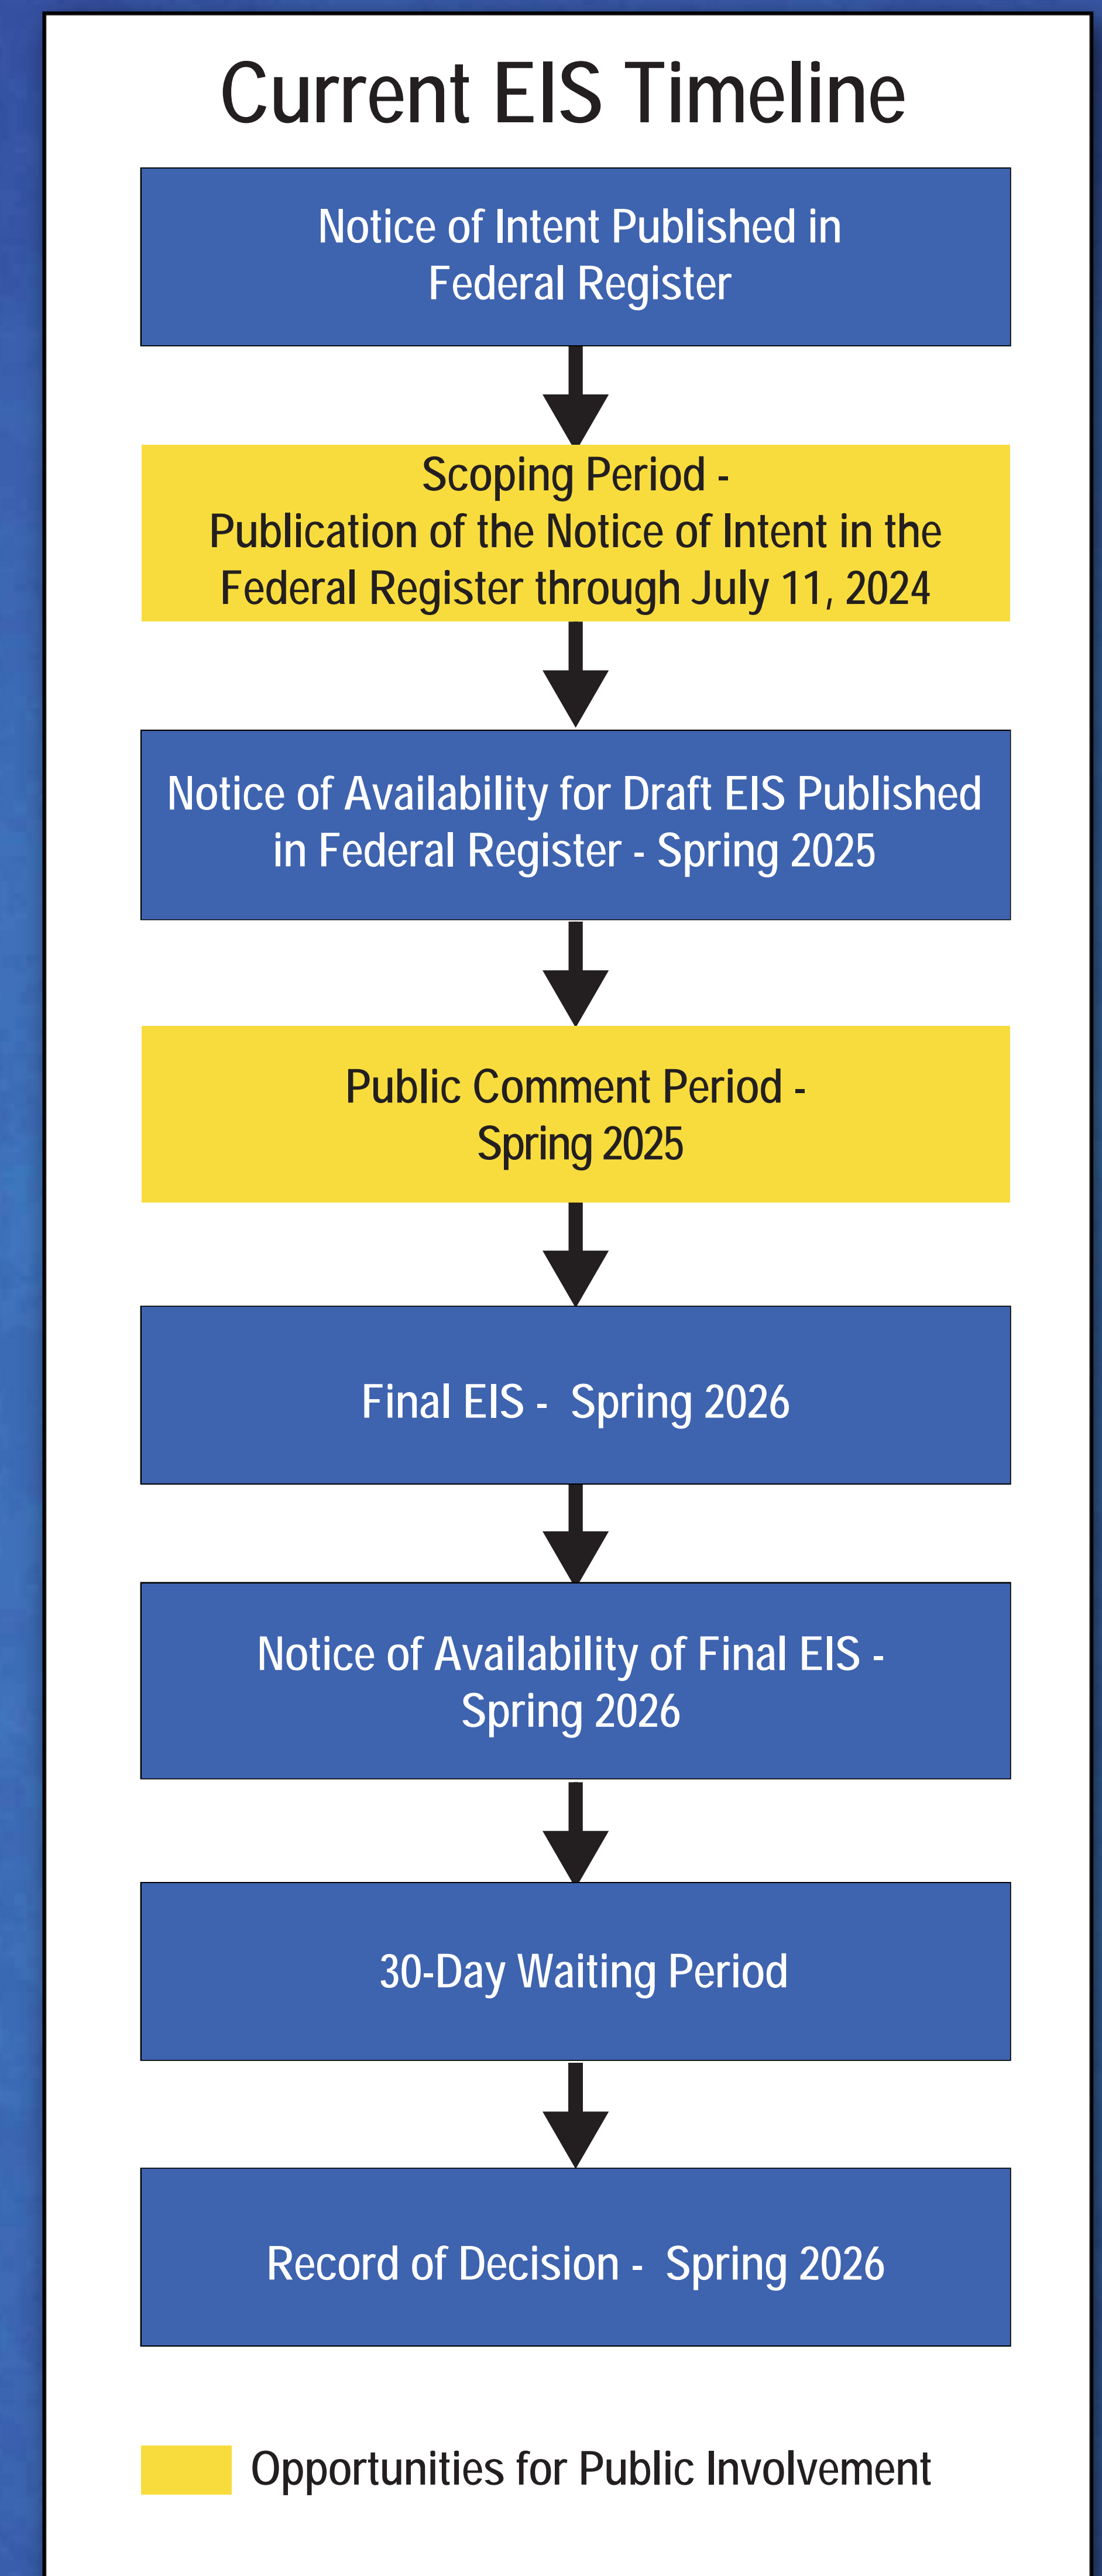 Current EIS Timeline
Notice of Intent Published in
Federal Register
Scoping Period -
Publication of the Notice of Intent in the
Federal Register through July 11, 2024
Notice of Availability for Draft EIS Published
in Federal Register - Spring 2025
Public Comment Period -
Spring 2025
Final EIS - Spring 2026
Notice of Availability of Final EIS -
Spring 2026
30-Day Waiting Period
Record of Decision - Spring 2026
Opportunities for Public Involvement